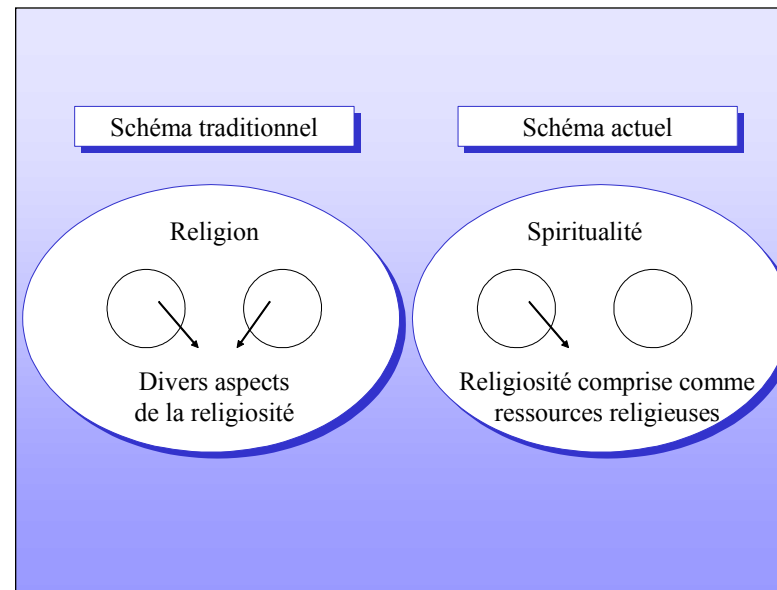 Schéma traditionnel
Schéma actuel
Religion
Divers aspects
de la religiosité
Spiritualité
Religiosité comprise comme
ressources religieuses